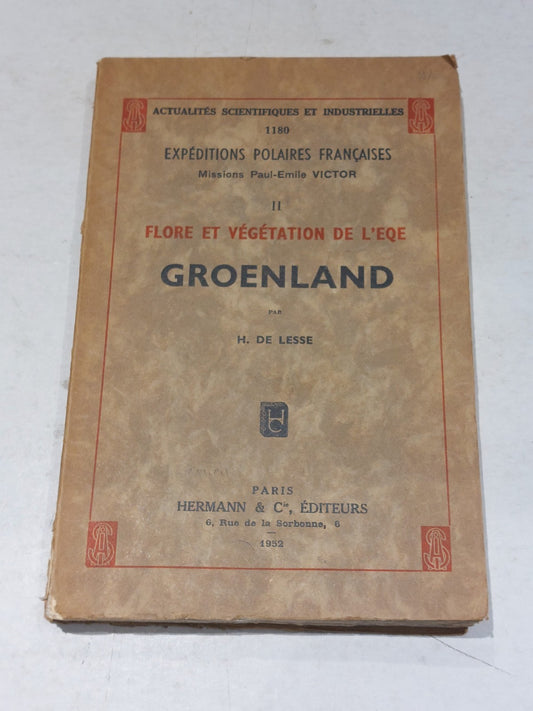 ACTUALITÉS SCIENTIFIQUES ET INDUSTRIELLES
1180
EXPÉDITIONS POLAIRES FRANÇAISES
Missions Paul-Emile VICTOR
II
FLORE ET VÉGÉTATION DE L'EQE
GROENLAND
PAR
H. DE LESSE
HC
PARIS
HERMANN & Cie, ÉDITEURS
6, Rue de la Sorbonne, 6
1952